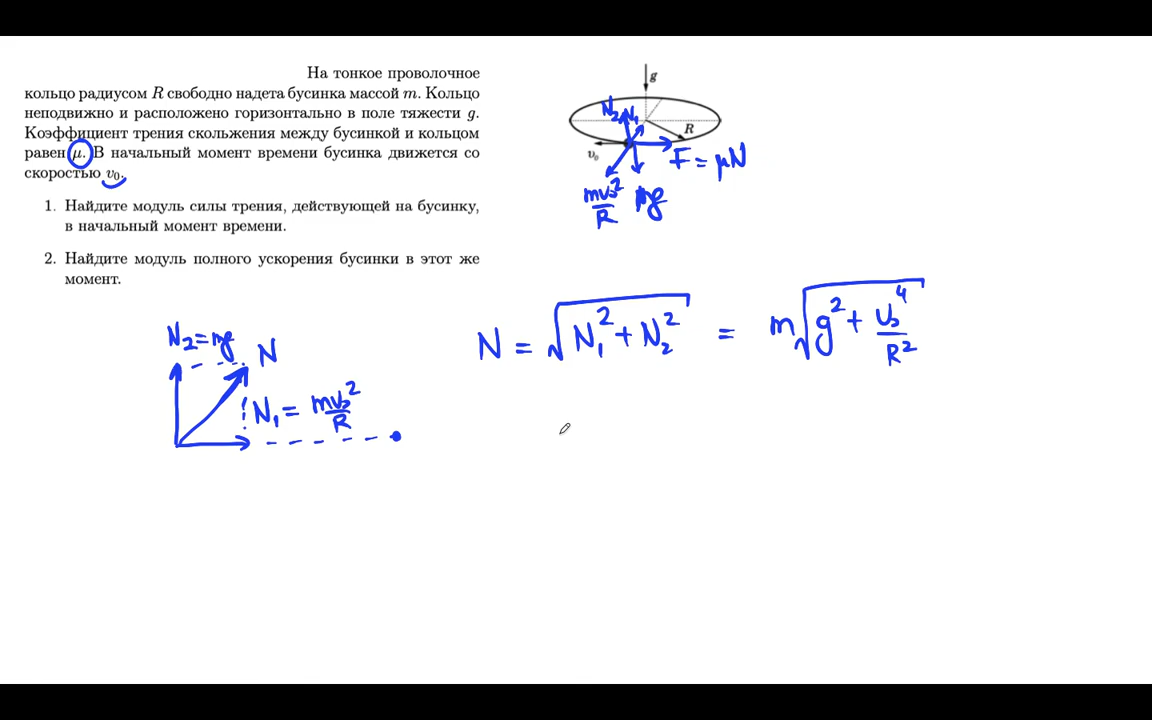 На тонкое проволочное
кольцо радиусом R свободно надета бусинка массой m. Кольцо
неподвижно и расположено горизонтально в поле тяжести g.
Коэффициент трения скольжения между бусинкой и кольцом
равен μ. В начальный момент времени бусинка движется со
скоростью v₀.
1. Найдите модуль силы трения, действующей на бусинку,
в начальный момент времени.
2. Найдите модуль полного ускорения бусинки в этот же
момент.
g
N₂ N₁
R
v₀
F = μN
mv₀²/R mg
N₂ = mg
N
N₁ = mv₀²/R
N = √(N₁² + N₂²) = m√(g² + v₀⁴/R²)